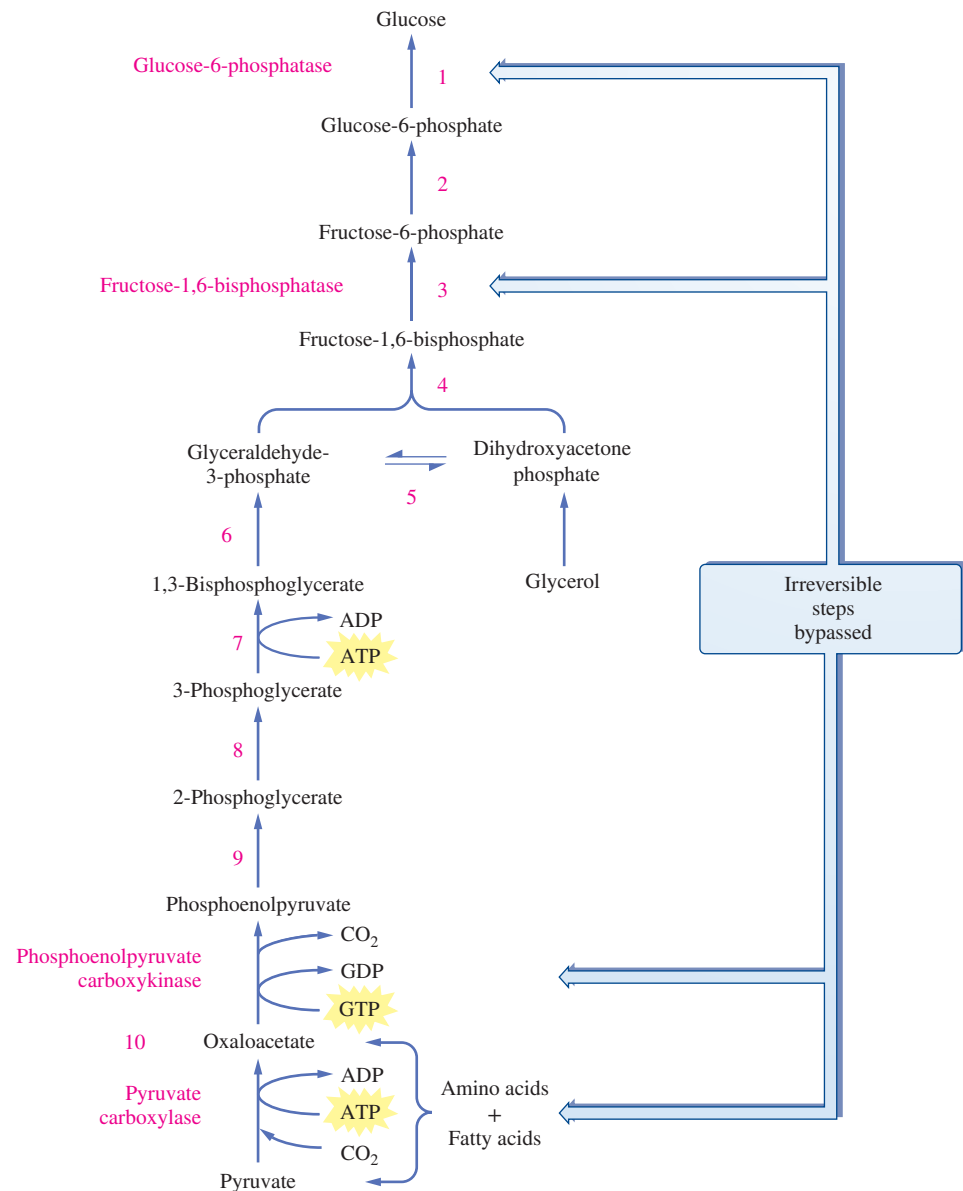 Glucose
Glucose-6-phosphatase
1
Glucose-6-phosphate
2
Fructose-6-phosphate
Fructose-1,6-bisphosphatase
3
Fructose-1,6-bisphosphate
4
Glyceraldehyde-
3-phosphate
Dihydroxyacetone
phosphate
5
6
1,3-Bisphosphoglycerate
Glycerol
Irreversible
steps
bypassed
ADP
7
ATP
3-Phosphoglycerate
8
2-Phosphoglycerate
9
Phosphoenolpyruvate
CO2
Phosphoenolpyruvate
carboxykinase
GDP
GTP
10
Oxaloacetate
ADP
Pyruvate
carboxylase
ATP
CO2
Amino acids
+
Fatty acids
Pyruvate